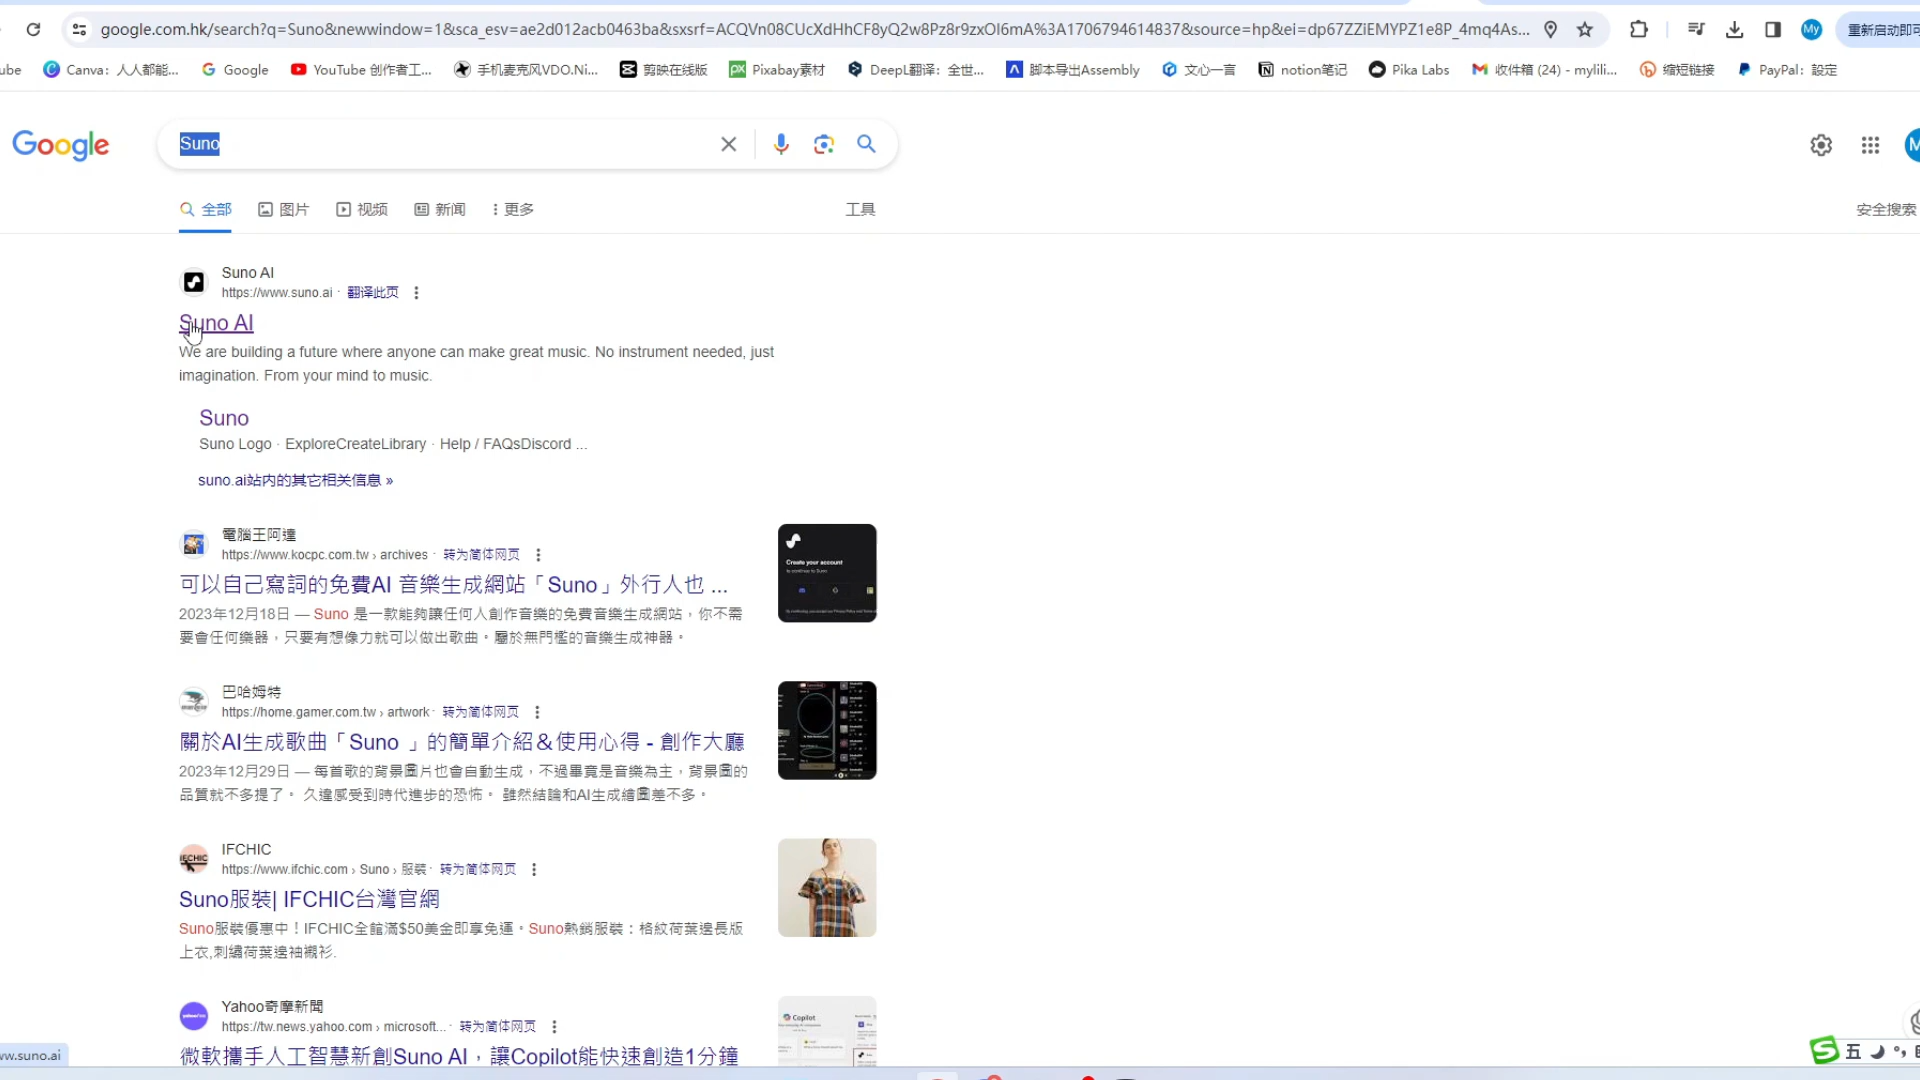 google.com.hk/search?q=Suno&newwindow=1&sca_esv=ae2d012acb0463ba&sxsrf=ACQVn08CUcXdHhCF8yQ2w8Pz8r9zxOl6mA%3A1706794614837&source=hp&ei=dp67ZZiEMYPZ1e8P_4mq4As...
My
重新启动即可
ube
Canva：人人都能...
Google
YouTube 创作者工...
手机麦克风VDO.Ni...
剪映在线版
Pixabay素材
DeepL翻译：全世...
脚本导出Assembly
文心一言
notion笔记
Pika Labs
收件箱 (24) - mylili...
缩短链接
PayPal：設定
Google
Suno
全部
图片
视频
新闻
更多
工具
安全搜索
Suno AI
https://www.suno.ai · 翻译此页
Suno AI
We are building a future where anyone can make great music. No instrument needed, just
imagination. From your mind to music.
Suno
Suno Logo · ExploreCreateLibrary · Help / FAQsDiscord ...
suno.ai站内的其它相关信息 »
電腦王阿達
https://www.kocpc.com.tw › archives · 转为简体网页
可以自己寫詞的免費AI 音樂生成網站「Suno」外行人也 ...
2023年12月18日 — Suno 是一款能夠讓任何人創作音樂的免費音樂生成網站，你不需
要會任何樂器，只要有想像力就可以做出歌曲。屬於無門檻的音樂生成神器。
Create your account
巴哈姆特
https://home.gamer.com.tw › artwork · 转为简体网页
關於AI生成歌曲「Suno 」的簡單介紹＆使用心得 - 創作大廳
2023年12月29日 — 每首歌的背景圖片也會自動生成，不過畢竟是音樂為主，背景圖的
品質就不多提了。 久違感受到時代進步的恐怖。 雖然結論和AI生成繪圖差不多。
IFCHIC
IFCHIC
https://www.ifchic.com › Suno › 服裝 · 转为简体网页
Suno服裝| IFCHIC台灣官網
Suno服裝優惠中！IFCHIC全館滿$50美金即享免運。Suno熱銷服裝：格紋荷葉邊長版
上衣,刺繡荷葉邊袖襯衫.
Yahoo奇摩新聞
https://tw.news.yahoo.com › microsoft... · 转为简体网页
微軟攜手人工智慧新創Suno AI，讓Copilot能快速創造1分鐘
Copilot
ww.suno.ai
五